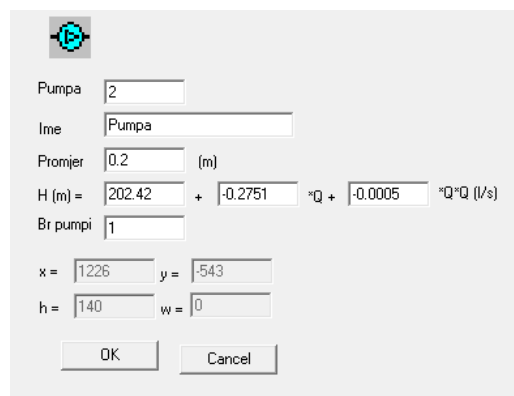 Pumpa 2
Ime Pumpa
Promjer 0.2 (m)
H (m) = 202.42 + -0.2751 *Q + -0.0005 *Q*Q (l/s)
Br pumpi 1
x = 1226 y = -543
h = 140 w = 0
OK Cancel